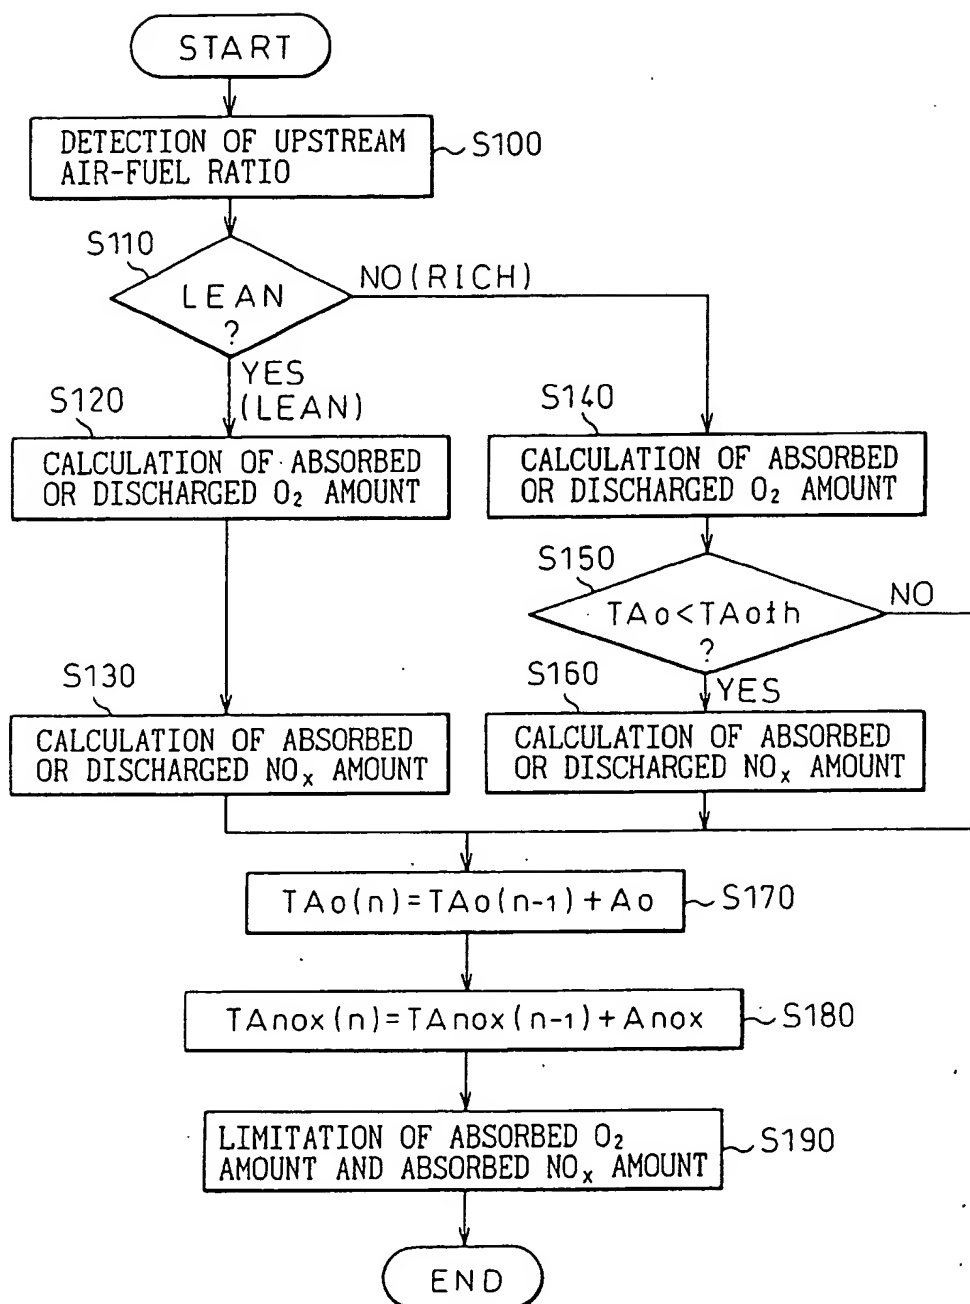 START
DETECTION OF UPSTREAM
AIR-FUEL RATIO
S100
S110
LEAN
?
NO(RICH)
YES
(LEAN)
S120
CALCULATION OF ABSORBED
OR DISCHARGED O₂ AMOUNT
S140
CALCULATION OF ABSORBED
OR DISCHARGED O₂ AMOUNT
S150
TAo<TAoth
?
NO
YES
S130
CALCULATION OF ABSORBED
OR DISCHARGED NOₓ AMOUNT
S160
CALCULATION OF ABSORBED
OR DISCHARGED NOₓ AMOUNT
TAo(n)=TAo(n-1)+Ao
S170
TAnox(n)=TAnox(n-1)+Anox
S180
LIMITATION OF ABSORBED O₂
AMOUNT AND ABSORBED NOₓ AMOUNT
S190
END